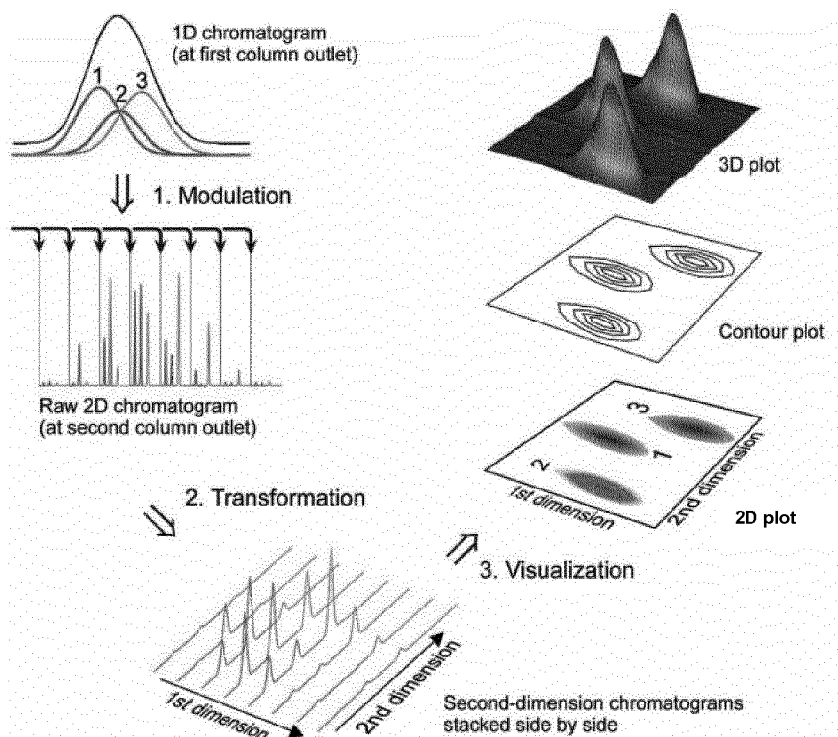 1D chromatogram
(at first column outlet)
1
2
3
1. Modulation
Raw 2D chromatogram
(at second column outlet)
2. Transformation
1st dimension
2nd dimension
Second-dimension chromatograms
stacked side by side
3. Visualization
3D plot
Contour plot
3
1
2
1st dimension
2nd dimension
2D plot